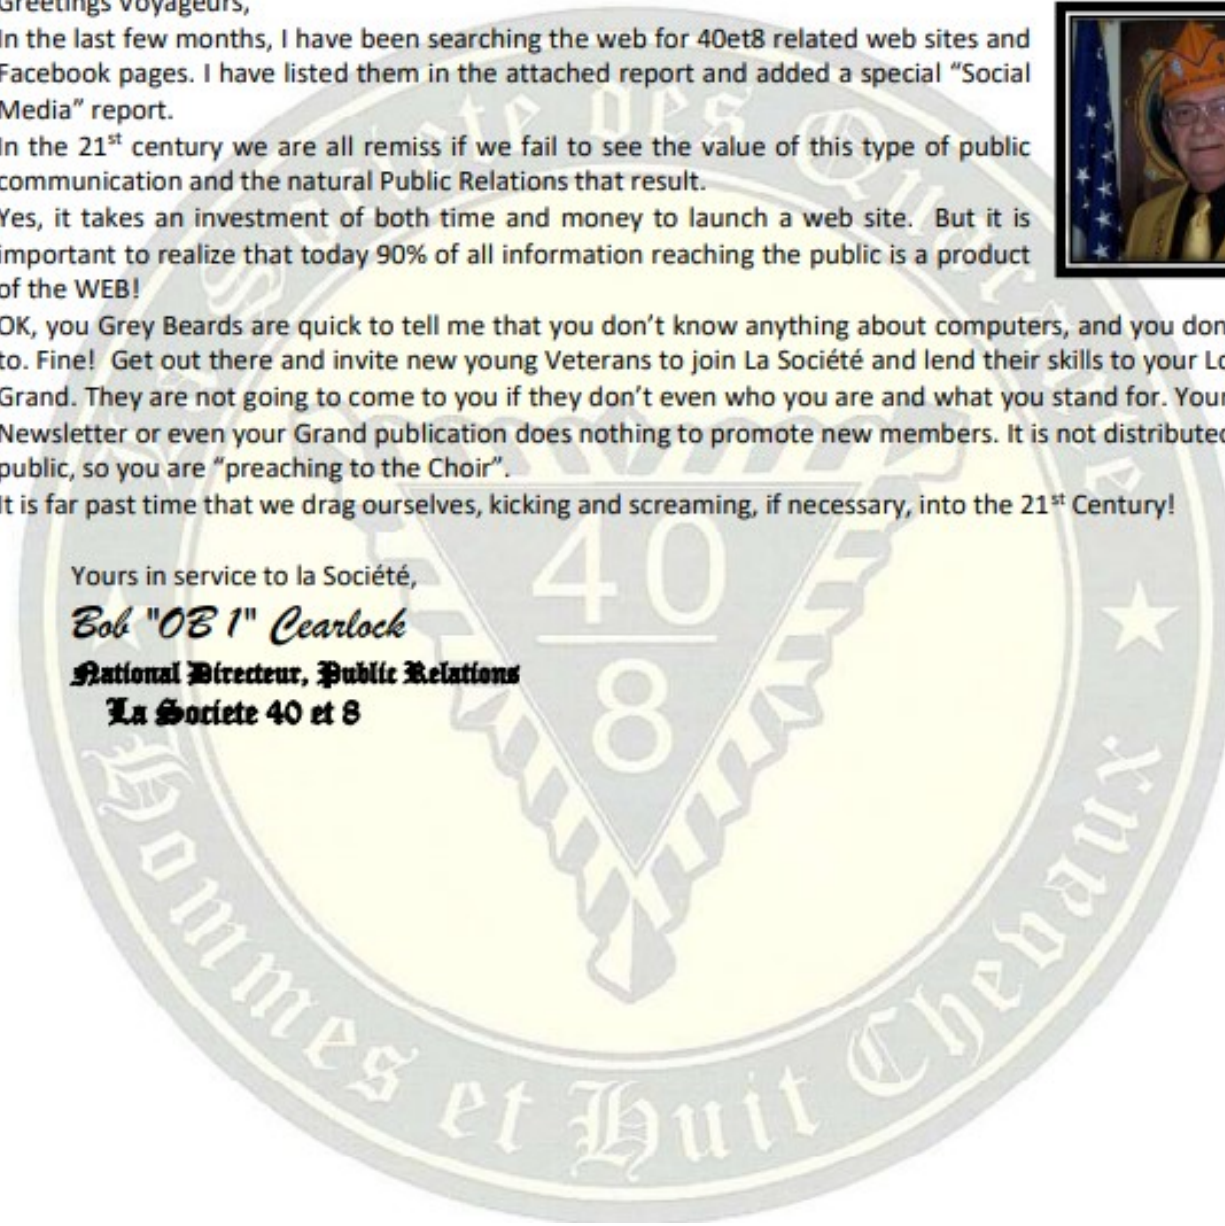 Greetings Voyageurs,
In the last few months, I have been searching the web for 40et8 related web sites and
Facebook pages. I have listed them in the attached report and added a special “Social
Media” report.
In the 21st century we are all remiss if we fail to see the value of this type of public
communication and the natural Public Relations that result.
Yes, it takes an investment of both time and money to launch a web site. But it is
important to realize that today 90% of all information reaching the public is a product
of the WEB!
OK, you Grey Beards are quick to tell me that you don’t know anything about computers, and you don
to. Fine! Get out there and invite new young Veterans to join La Société and lend their skills to your Lo
Grand. They are not going to come to you if they don’t even who you are and what you stand for. Your
Newsletter or even your Grand publication does nothing to promote new members. It is not distributed
public, so you are “preaching to the Choir”.
It is far past time that we drag ourselves, kicking and screaming, if necessary, into the 21st Century!
Yours in service to la Société,
Bob "OB 1" Cearlock
National Directeur, Public Relations
La Societe 40 et 8
La Societe des Quarante
40
8
Hommes et Huit Chevaux